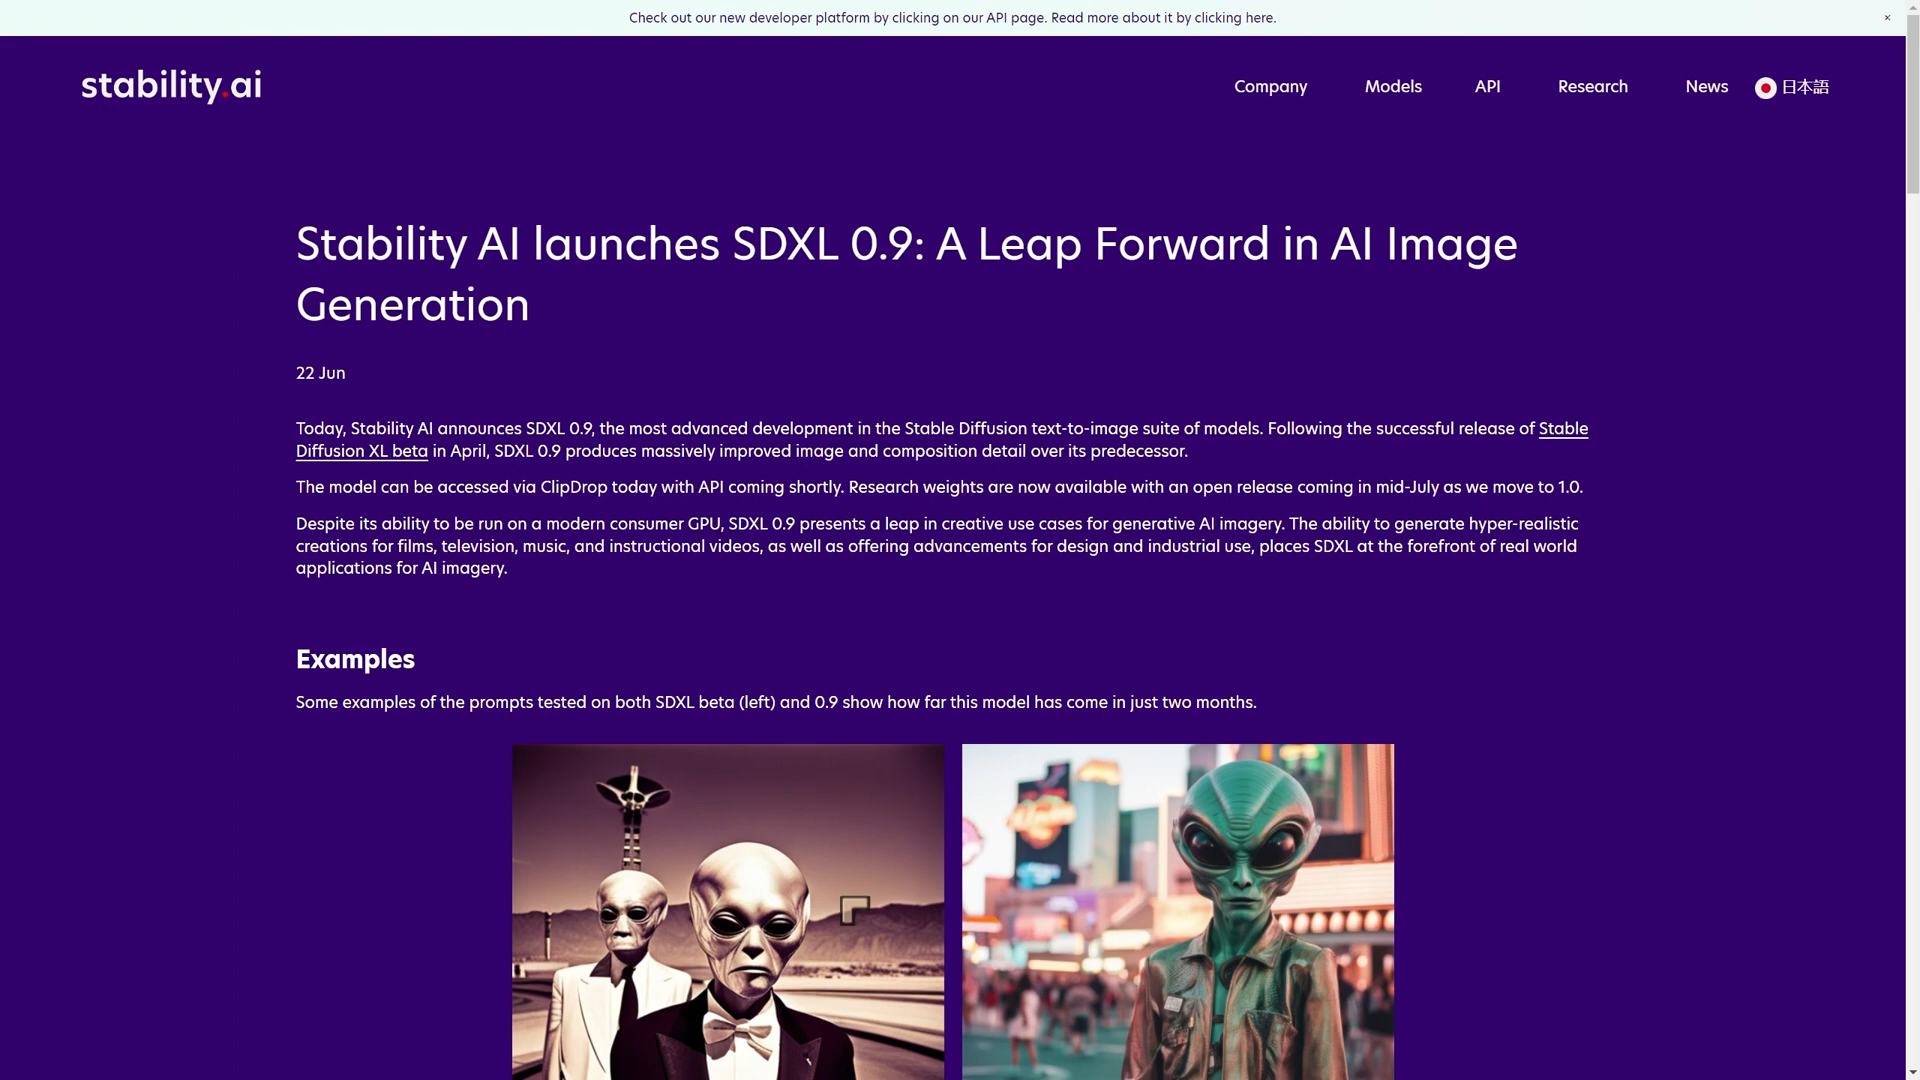 Check out our new developer platform by clicking on our API page. Read more about it by clicking here.
×
stability.ai
Company
Models
API
Research
News
日本語
Stability AI launches SDXL 0.9: A Leap Forward in AI Image
Generation
22 Jun
Today, Stability AI announces SDXL 0.9, the most advanced development in the Stable Diffusion text-to-image suite of models. Following the successful release of Stable
Diffusion XL beta in April, SDXL 0.9 produces massively improved image and composition detail over its predecessor.
The model can be accessed via ClipDrop today with API coming shortly. Research weights are now available with an open release coming in mid-July as we move to 1.0.
Despite its ability to be run on a modern consumer GPU, SDXL 0.9 presents a leap in creative use cases for generative AI imagery. The ability to generate hyper-realistic
creations for films, television, music, and instructional videos, as well as offering advancements for design and industrial use, places SDXL at the forefront of real world
applications for AI imagery.
Examples
Some examples of the prompts tested on both SDXL beta (left) and 0.9 show how far this model has come in just two months.